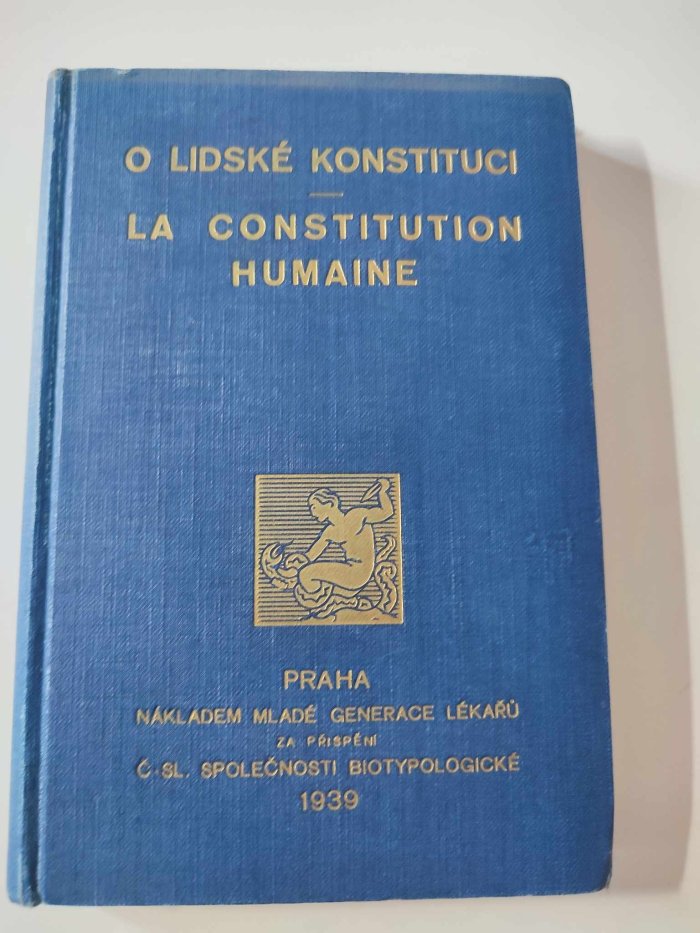 O LIDSKÉ KONSTITUCI
LA CONSTITUTION
HUMAINE
PRAHA
NÁKLADEM MLADÉ GENERACE LÉKAŘŮ
ZA PŘISPĚNÍ
Č-SL. SPOLEČNOSTI BIOTYPOLOGICKÉ
1939